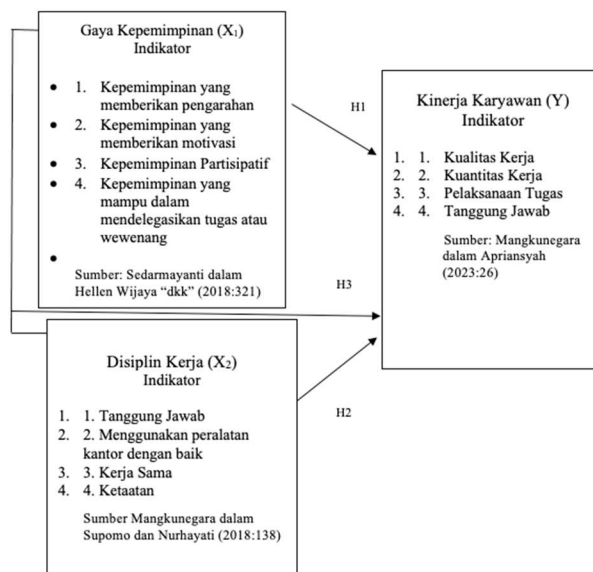 Gaya Kepemimpinan (X₁)
Indikator
• 1. Kepemimpinan yang
memberikan pengarahan
• 2. Kepemimpinan yang
memberikan motivasi
• 3. Kepemimpinan Partisipatif
• 4. Kepemimpinan yang
mampu dalam
mendelegasikan tugas atau
wewenang
•
Sumber: Sedarmayanti dalam
Hellen Wijaya “dkk” (2018:321)
H1
Kinerja Karyawan (Y)
Indikator
1. 1. Kualitas Kerja
2. 2. Kuantitas Kerja
3. 3. Pelaksanaan Tugas
4. 4. Tanggung Jawab
Sumber: Mangkunegara
dalam Apriansyah
(2023:26)
H3
Disiplin Kerja (X₂)
Indikator
1. 1. Tanggung Jawab
2. 2. Menggunakan peralatan
kantor dengan baik
3. 3. Kerja Sama
4. 4. Ketaatan
Sumber Mangkunegara dalam
Supomo dan Nurhayati (2018:138)
H2